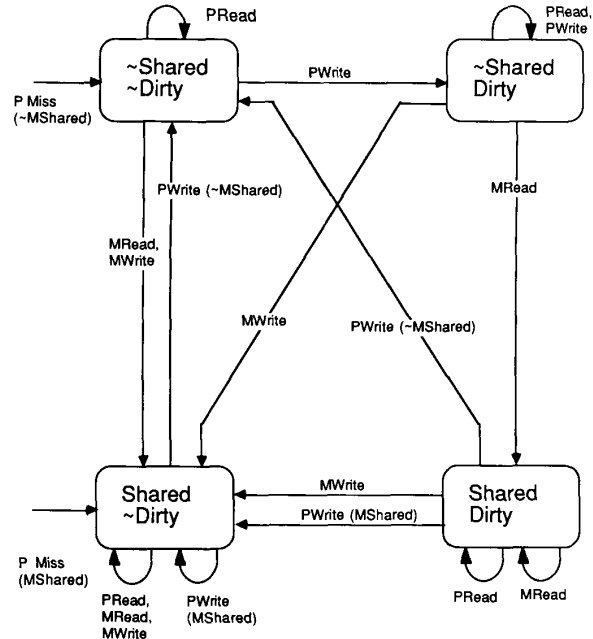 PRead
PRead,
PWrite
~Shared
~Dirty
PWrite
~Shared
Dirty
P Miss
(~MShared)
PWrite (~MShared)
MRead
MRead,
MWrite
MWrite
PWrite (~MShared)
Shared
~Dirty
MWrite
PWrite (MShared)
Shared
Dirty
P Miss
(MShared)
PRead,
MRead,
MWrite
PWrite
(MShared)
PRead
MRead